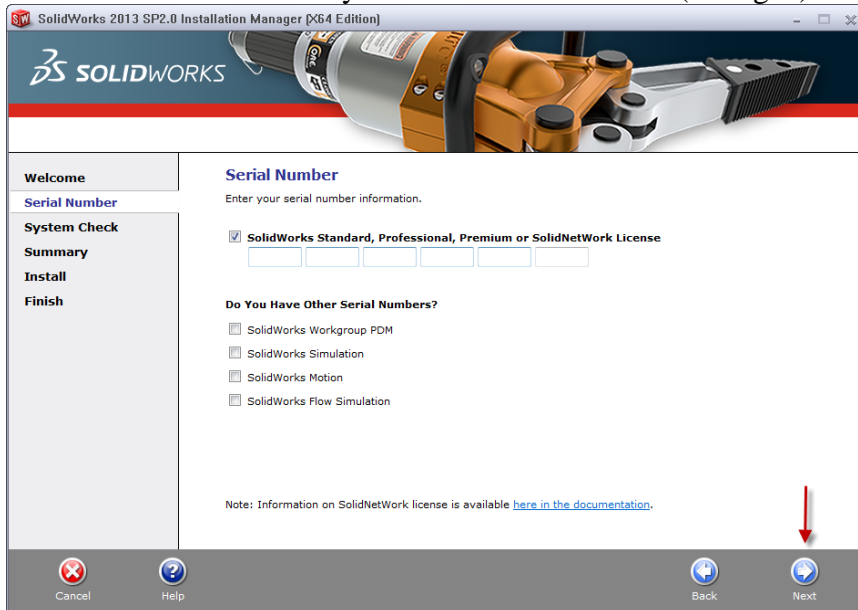 SolidWorks 2013 SP2.0 Installation Manager (X64 Edition)
SOLIDWORKS
Welcome
Serial Number
System Check
Summary
Install
Finish
Serial Number
Enter your serial number information.
SolidWorks Standard, Professional, Premium or SolidNetWork License
Do You Have Other Serial Numbers?
SolidWorks Workgroup PDM
SolidWorks Simulation
SolidWorks Motion
SolidWorks Flow Simulation
Note: Information on SolidNetWork license is available here in the documentation.
Cancel
Help
Back
Next